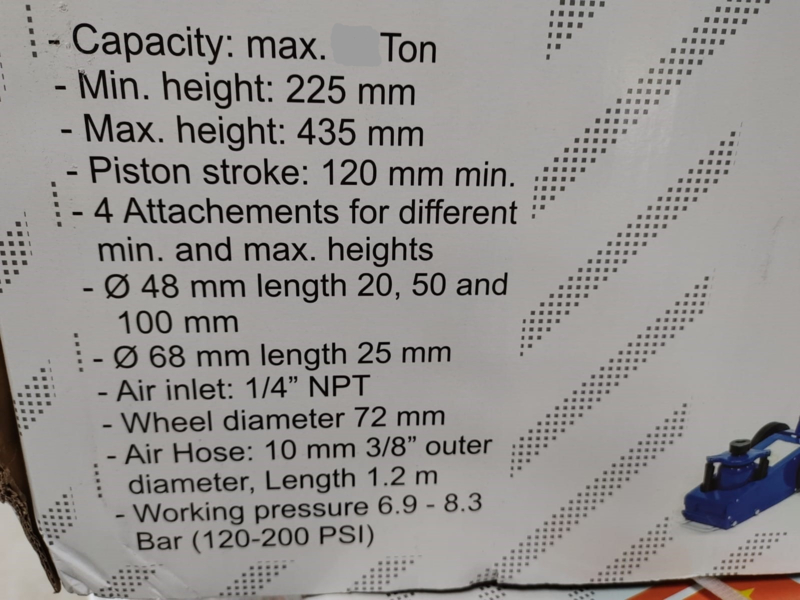 - Capacity: max. Ton
- Min. height: 225 mm
- Max. height: 435 mm
- Piston stroke: 120 mm min.
- 4 Attachements for different
min. and max. heights
- Ø 48 mm length 20, 50 and
100 mm
- Ø 68 mm length 25 mm
- Air inlet: 1/4” NPT
- Wheel diameter 72 mm
- Air Hose: 10 mm 3/8” outer
diameter, Length 1.2 m
- Working pressure 6.9 - 8.3
Bar (120-200 PSI)